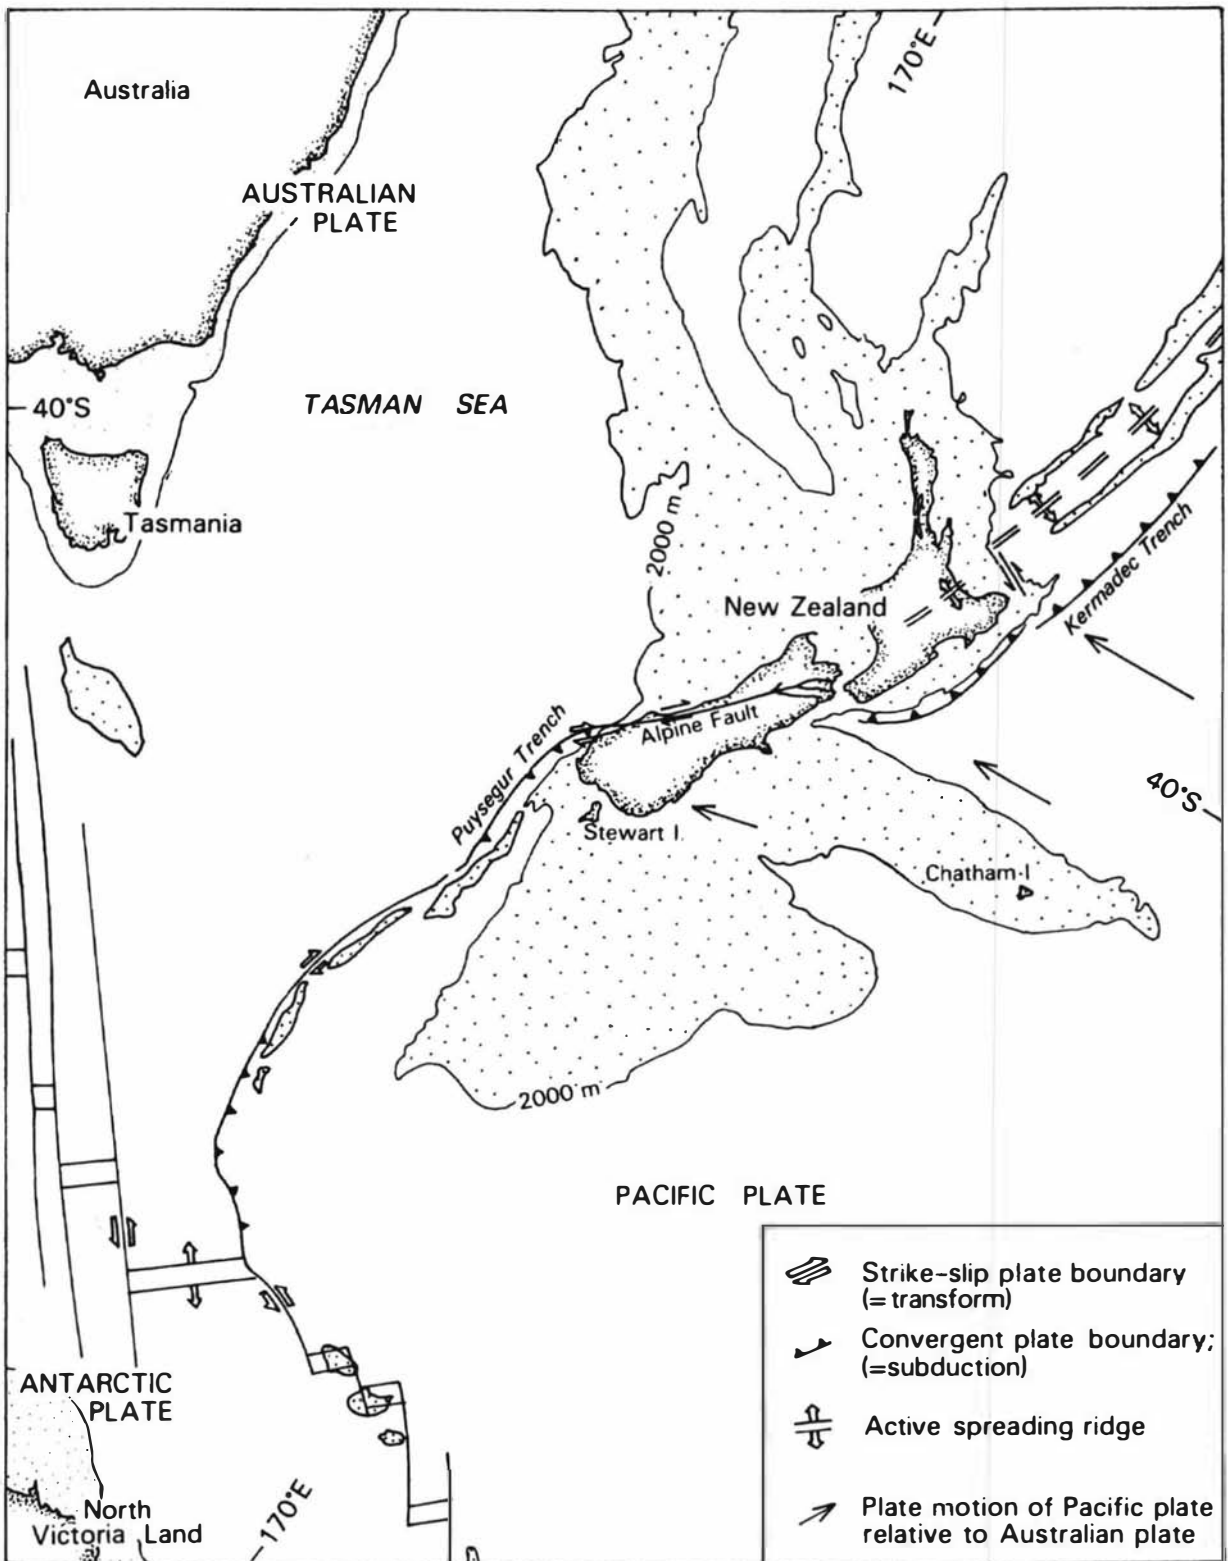 170°E
Australia
AUSTRALIAN
PLATE
40°S
TASMAN SEA
Tasmania
2000 m
Kermadec Trench
New Zealand
Alpine Fault
Puysegur Trench
40°S
Stewart I.
Chatham I
2000 m
PACIFIC PLATE
Strike-slip plate boundary
(=transform)
Convergent plate boundary;
(=subduction)
ANTARCTIC
PLATE
Active spreading ridge
North
Victoria Land
170°E
Plate motion of Pacific plate
relative to Australian plate